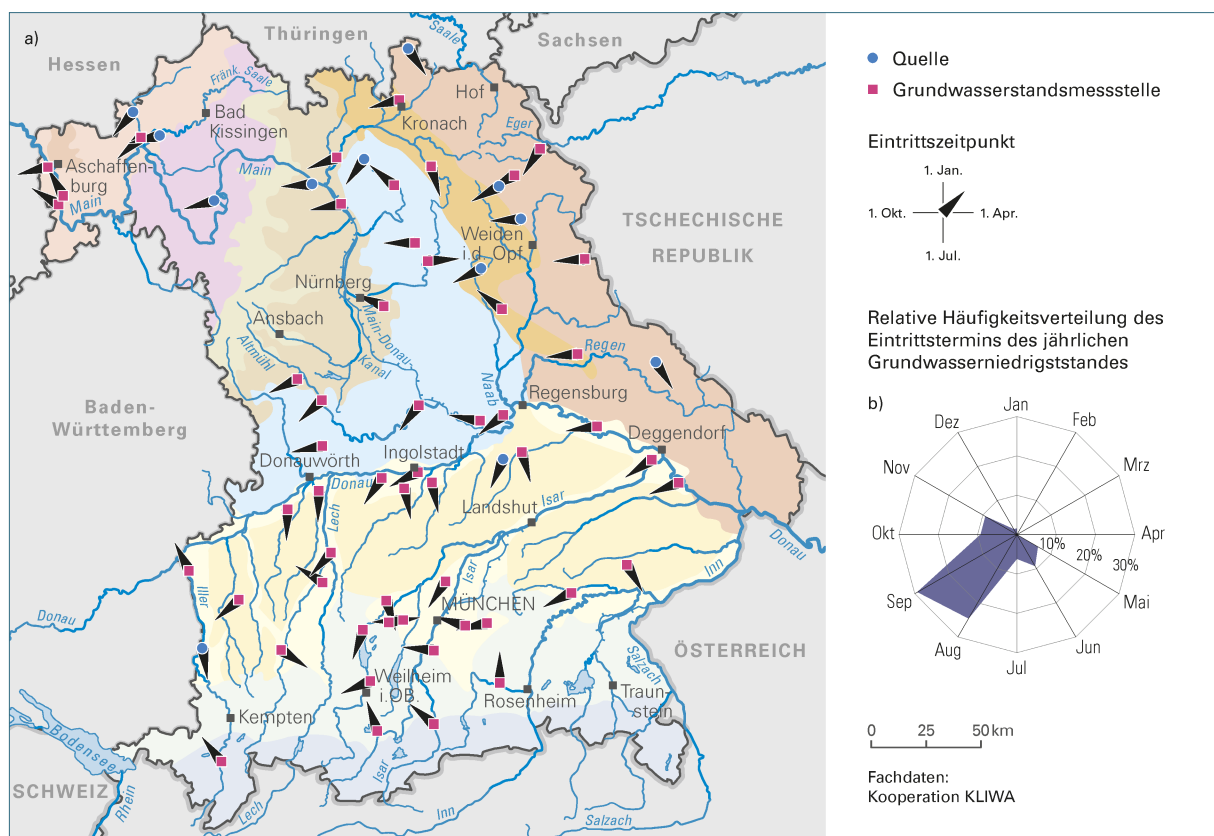 a)
Thüringen
Saale
Sachsen
Hessen
Fränk. Saale
Hof
Bad
Kissingen
Kronach
Eger
Aschaffen-
burg
Main
Main
TSCHECHISCHE
REPUBLIK
Weiden
i.d. Opf
Nürnberg
Ansbach
Main-Donau-
Kanal
Altmühl
Naab
Regen
Regensburg
Baden-
Württemberg
Deggendorf
Ingolstadt
Donauwörth
Donau
Lech
Landshut
Isar
Donau
Inn
Isar
Iller
Donau
MÜNCHEN
ÖSTERREICH
Salzach
Weilheim
i.OB.
Rosenheim
Traun-
stein
Kempten
Bodensee
SCHWEIZ
Rhein
Lech
Isar
Inn
Salzach
Quelle
Grundwasserstandsmessstelle
Eintrittszeitpunkt
1. Jan.
1. Okt.
1. Apr.
1. Jul.
Relative Häufigkeitsverteilung des
Eintrittstermins des jährlichen
Grundwasserniedrigststandes
b)
Jan
Dez
Feb
Nov
Mrz
Okt
Apr
10%
20%
30%
Sep
Mai
Aug
Jun
Jul
0
25
50 km
Fachdaten:
Kooperation KLIWA